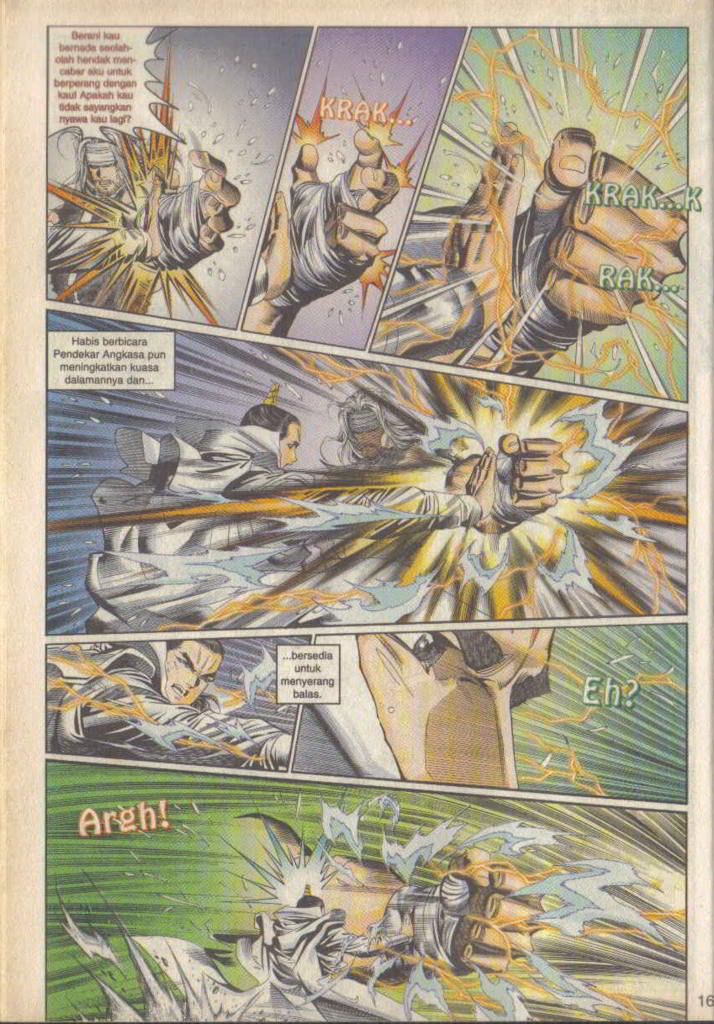 Berani kau
bernada seolah-
olah hendak men-
cabar aku untuk
berperang dengan
kau! Apakah kau
tidak sayangkan
nyawa kau lagi?
KRAK...
KRAK...K
RAK...
Habis berbicara
Pendekar Angkasa pun
meningkatkan kuasa
dalamannya dan...
...bersedia
untuk
menyerang
balas.
Eh?
Argh!
16